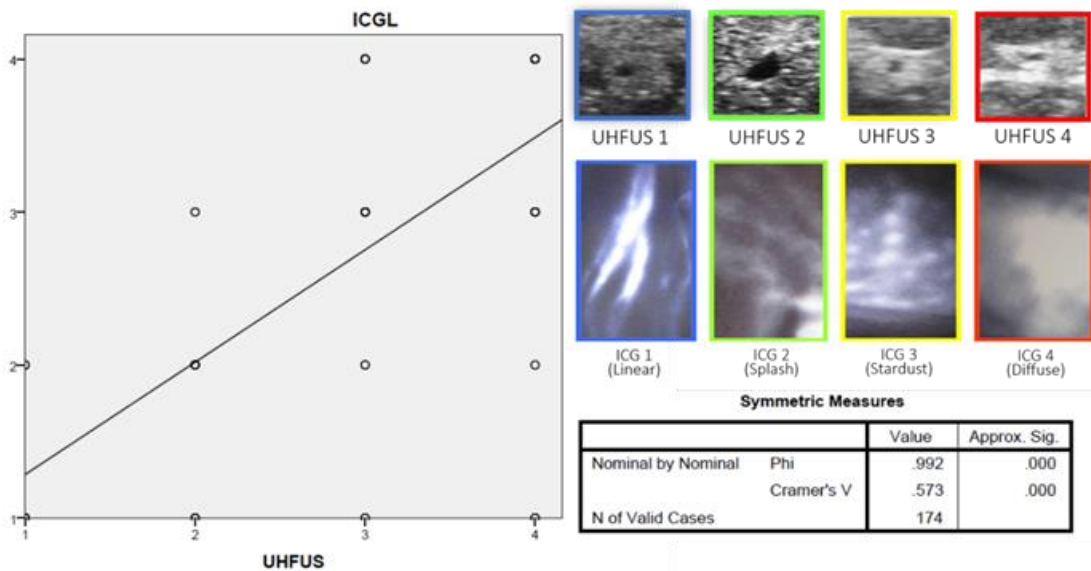 ICGL
4
3
2
1
1 2 3 4
UHFUS
UHFUS 1 UHFUS 2 UHFUS 3 UHFUS 4
ICG 1 ICG 2 ICG 3 ICG 4
(Linear) (Splash) (Stardust) (Diffuse)
Symmetric Measures
Value Approx. Sig.
Nominal by Nominal Phi .992 .000
Cramer's V .573 .000
N of Valid Cases 174